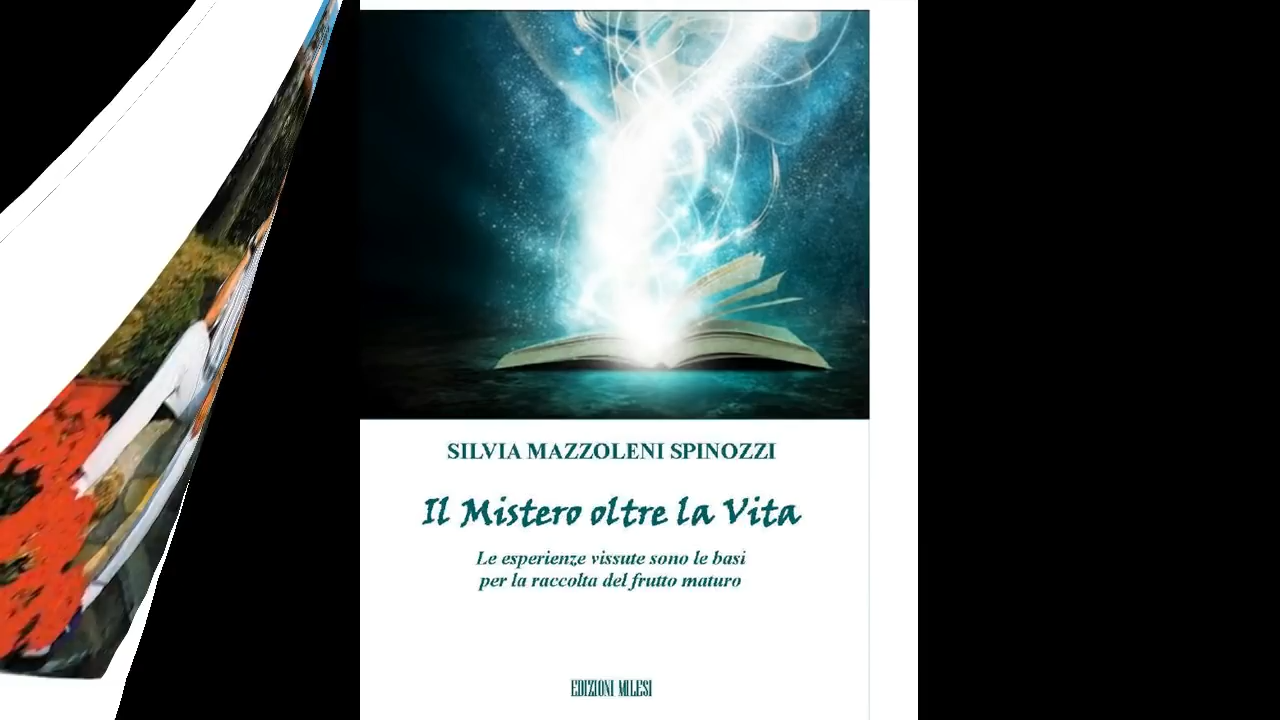 SILVIA MAZZOLENI SPINOZZI
Il Mistero oltre la Vita
Le esperienze vissute sono le basi
per la raccolta del frutto maturo
EDIZIONI MILESI